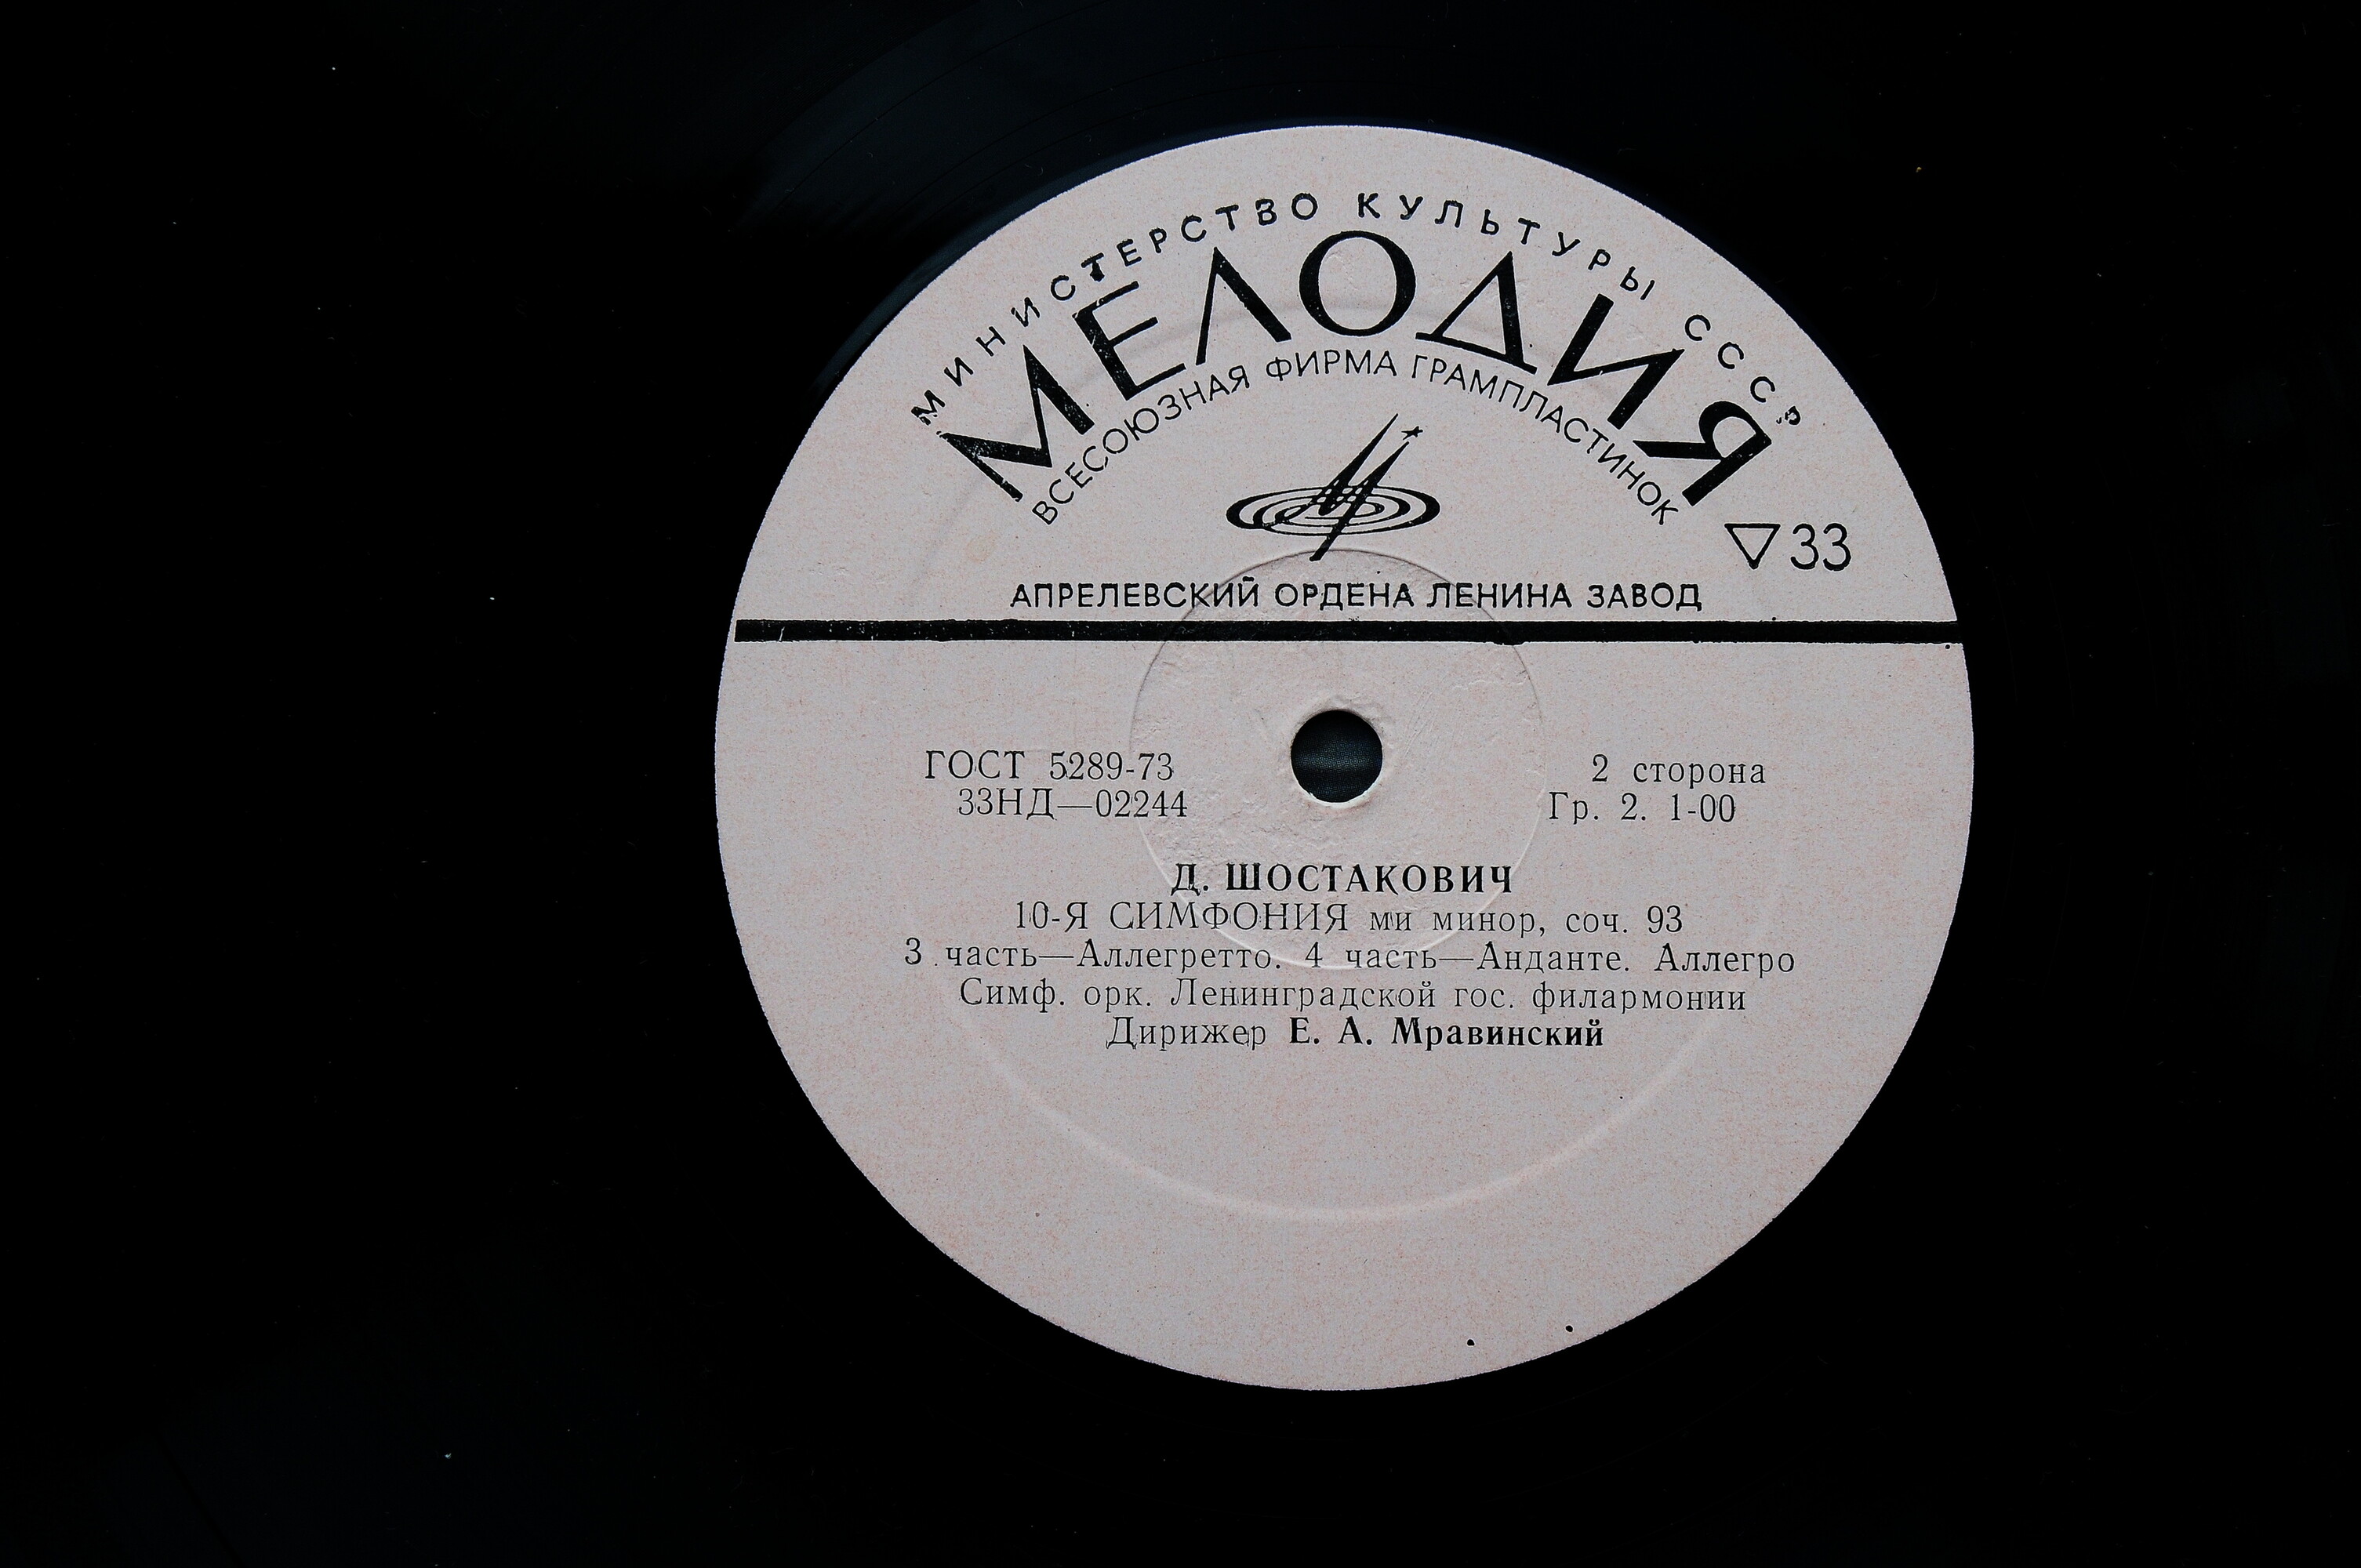 МИНИСТЕРСТВО КУЛЬТУРЫ СССР
МЕЛОДИЯ
ВСЕСОЮЗНАЯ ФИРМА ГРАМПЛАСТИНОК
▽33
АПРЕЛЕВСКИЙ ОРДЕНА ЛЕНИНА ЗАВОД
ГОСТ 5289-73
2 сторона
33НД—02244
Гр. 2. 1-00
Д. ШОСТАКОВИЧ
10-Я СИМФОНИЯ ми минор, соч. 93
3 часть—Аллегретто. 4 часть—Анданте. Аллегро
Симф. орк. Ленинградской гос. филармонии
Дирижер Е. А. Мравинский